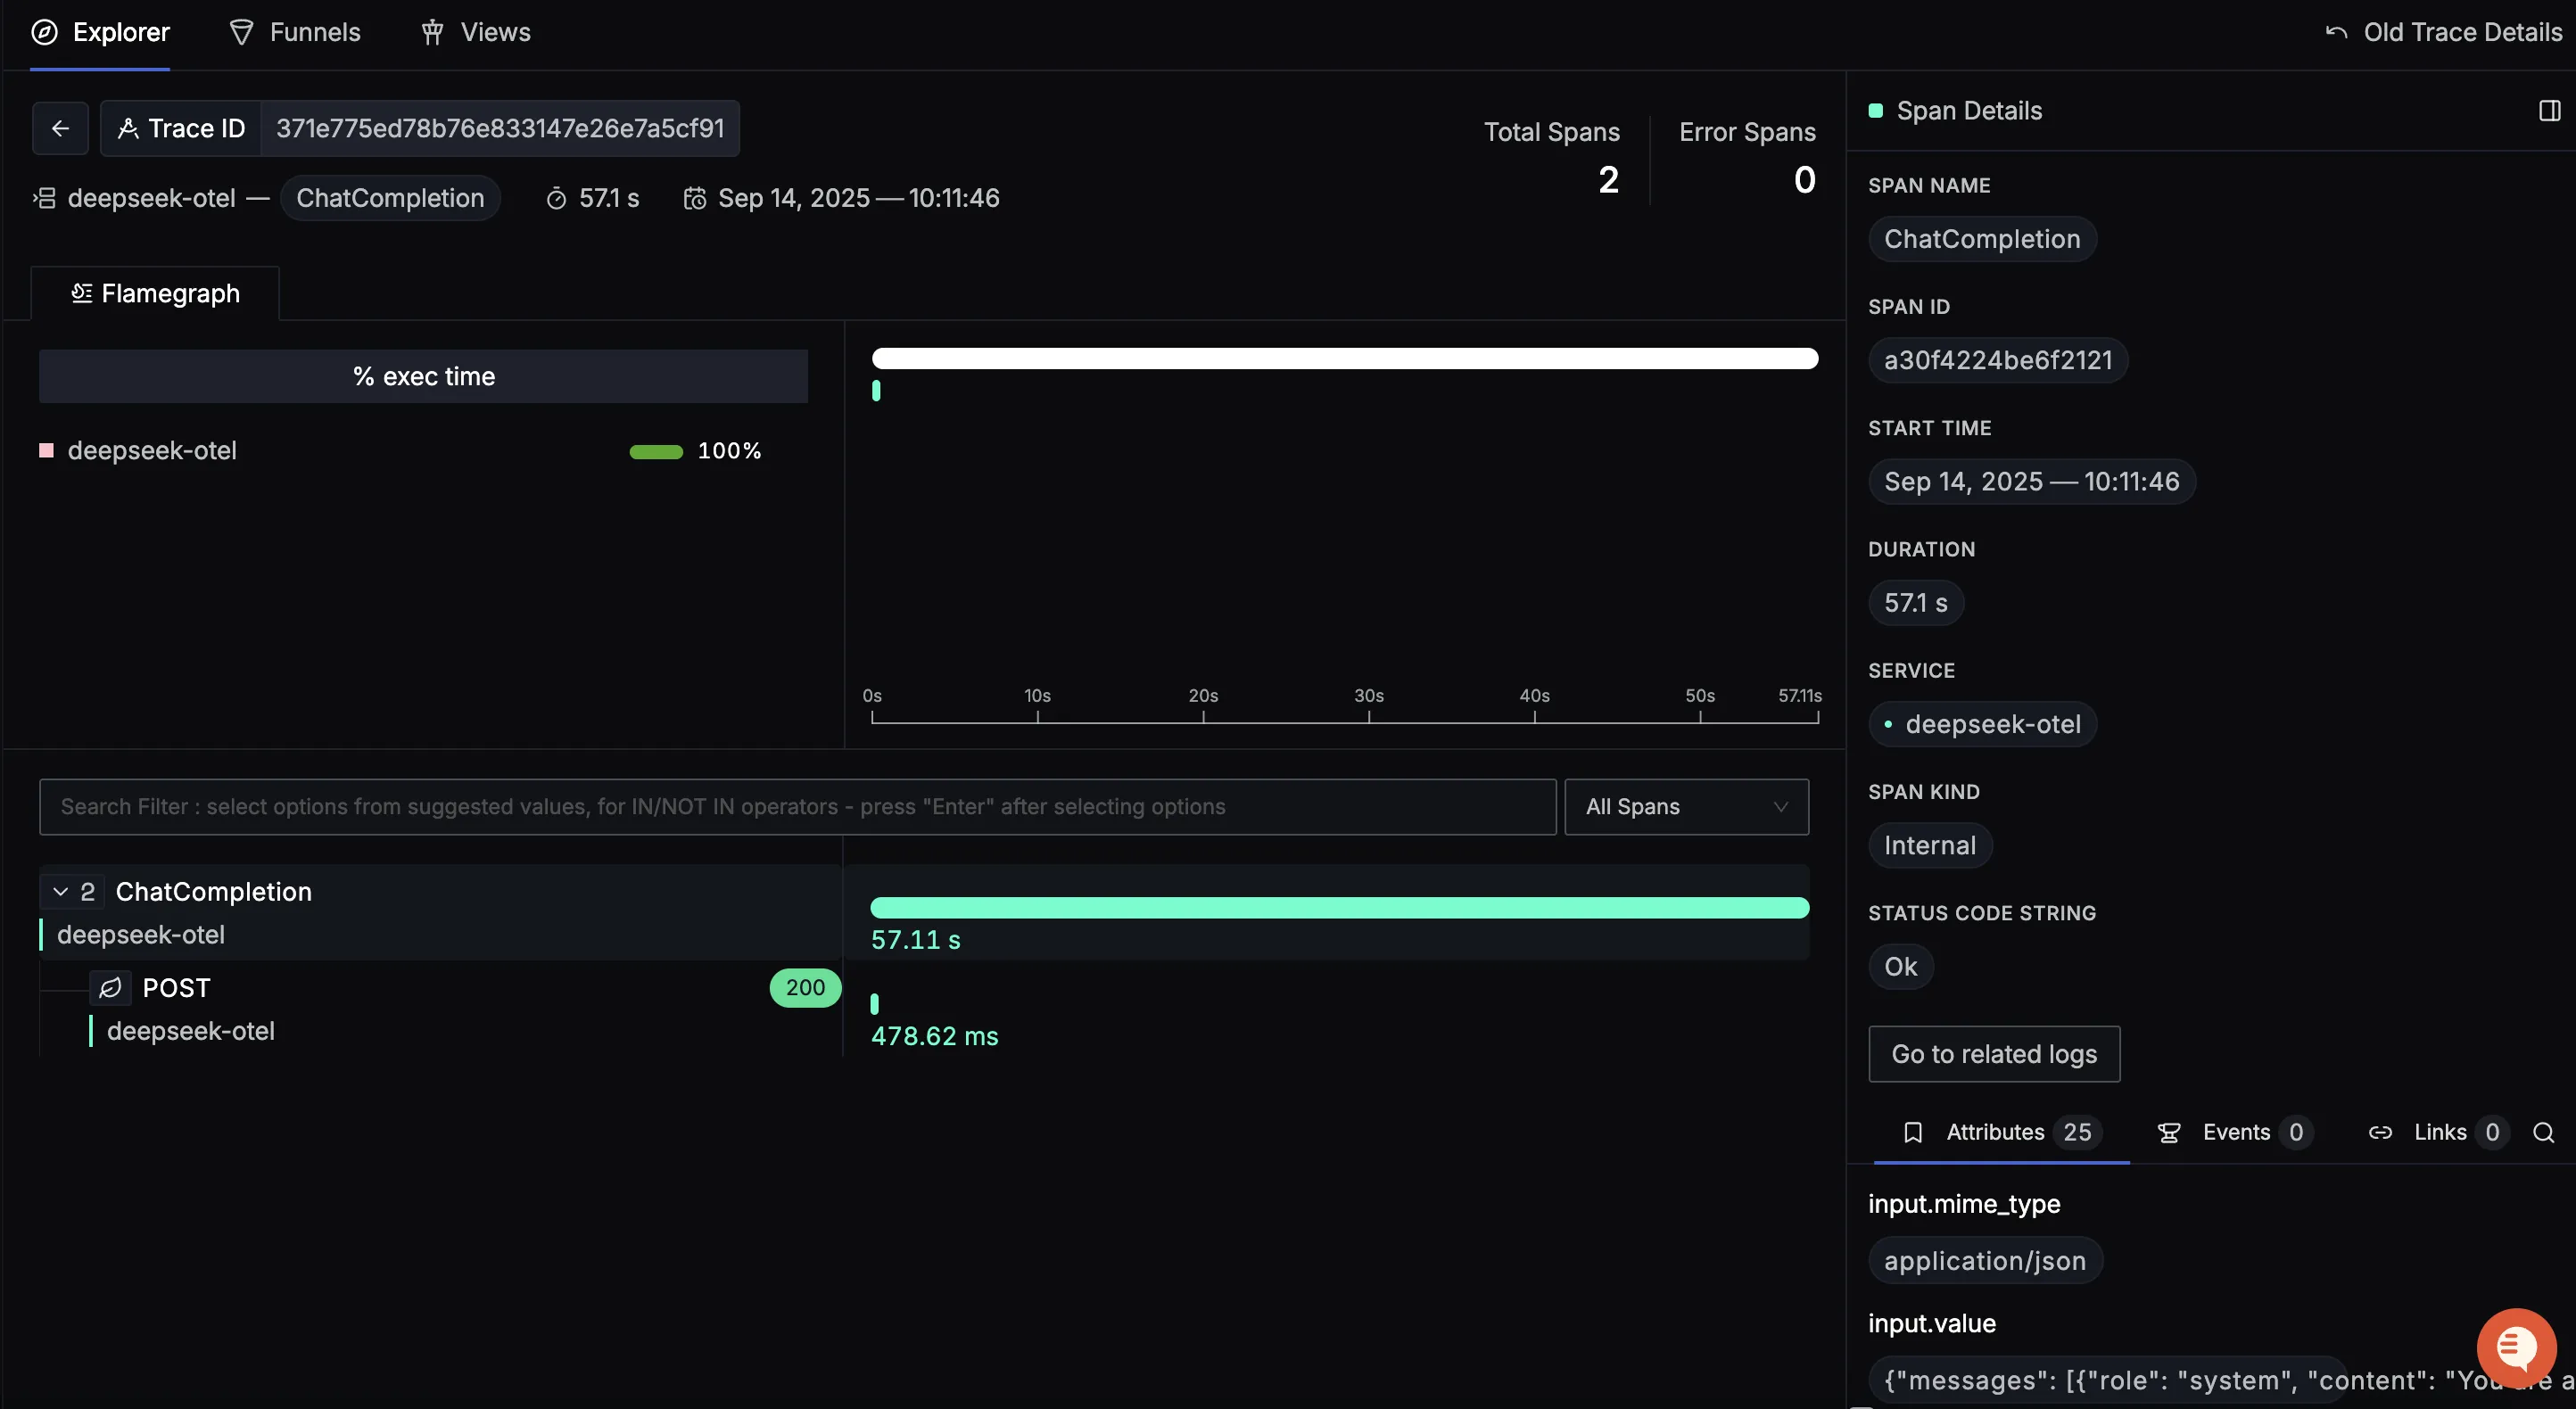 Explorer
Funnels
Views
Old Trace Details
Trace ID 371e775ed78b76e833147e26e7a5cf91
deepseek-otel — ChatCompletion 57.1 s Sep 14, 2025 — 10:11:46
Total Spans
2
Error Spans
0
Flamegraph
% exec time
deepseek-otel 100%
0s 10s 20s 30s 40s 50s 57.11s
Search Filter : select options from suggested values, for IN/NOT IN operators - press "Enter" after selecting options
All Spans
2 ChatCompletion
deepseek-otel
57.11 s
POST 200
deepseek-otel
478.62 ms
Span Details
SPAN NAME
ChatCompletion
SPAN ID
a30f4224be6f2121
START TIME
Sep 14, 2025 — 10:11:46
DURATION
57.1 s
SERVICE
deepseek-otel
SPAN KIND
Internal
STATUS CODE STRING
Ok
Go to related logs
Attributes 25 Events 0 Links 0
input.mime_type
application/json
input.value
{"messages": [{"role": "system", "content": "You are a